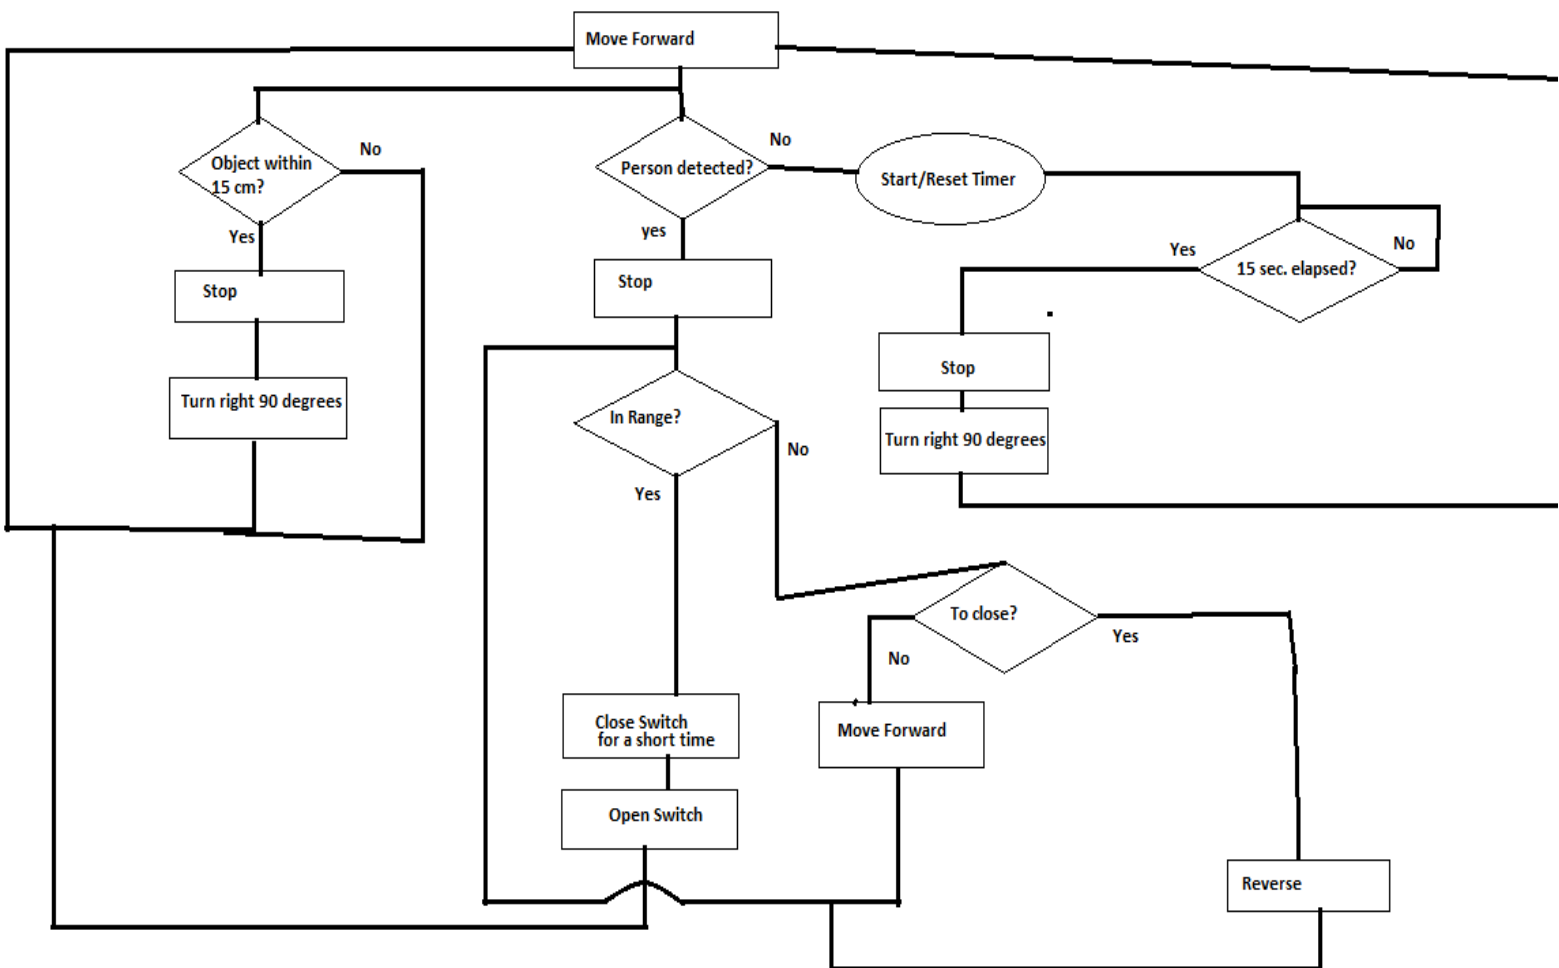 Move Forward
No
No
Object within
15 cm?
Person detected?
Start/Reset Timer
Yes
yes
Yes
No
15 sec. elapsed?
Stop
Stop
Stop
Turn right 90 degrees
In Range?
Turn right 90 degrees
No
Yes
To close?
Yes
No
Close Switch
for a short time
Move Forward
Open Switch
Reverse